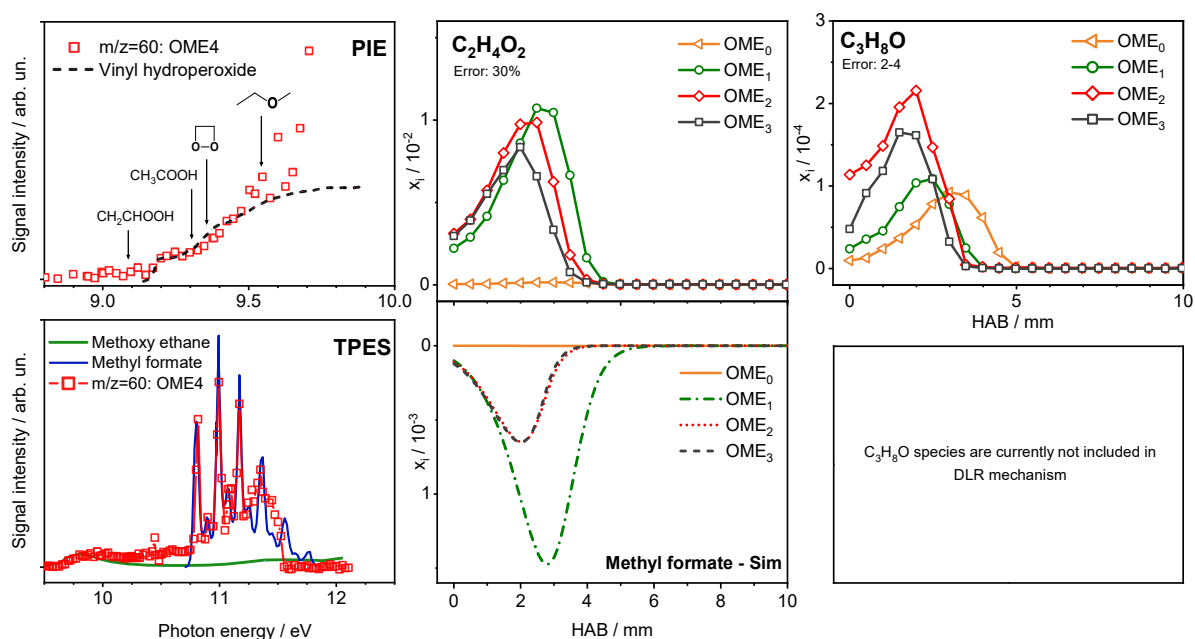 m/z=60: OME4
Vinyl hydroperoxide
PIE
O
O-O
CH₃COOH
CH₂CHOOH
Signal intensity / arb. un.
9.0
9.5
10.0
Methoxy ethane
Methyl formate
m/z=60: OME4
TPES
Signal intensity / arb. un.
10
11
12
Photon energy / eV
C₂H₄O₂
Error: 30%
OME₀
OME₁
OME₂
OME₃
xᵢ / 10⁻²
1
0
0
1
xᵢ / 10⁻³
OME₀
OME₁
OME₂
OME₃
Methyl formate - Sim
0
2
4
6
8
10
HAB / mm
C₃H₈O
Error: 2-4
OME₀
OME₁
OME₂
OME₃
xᵢ / 10⁻⁴
3
2
1
0
0
5
10
HAB / mm
C₃H₈O species are currently not included in
DLR mechanism